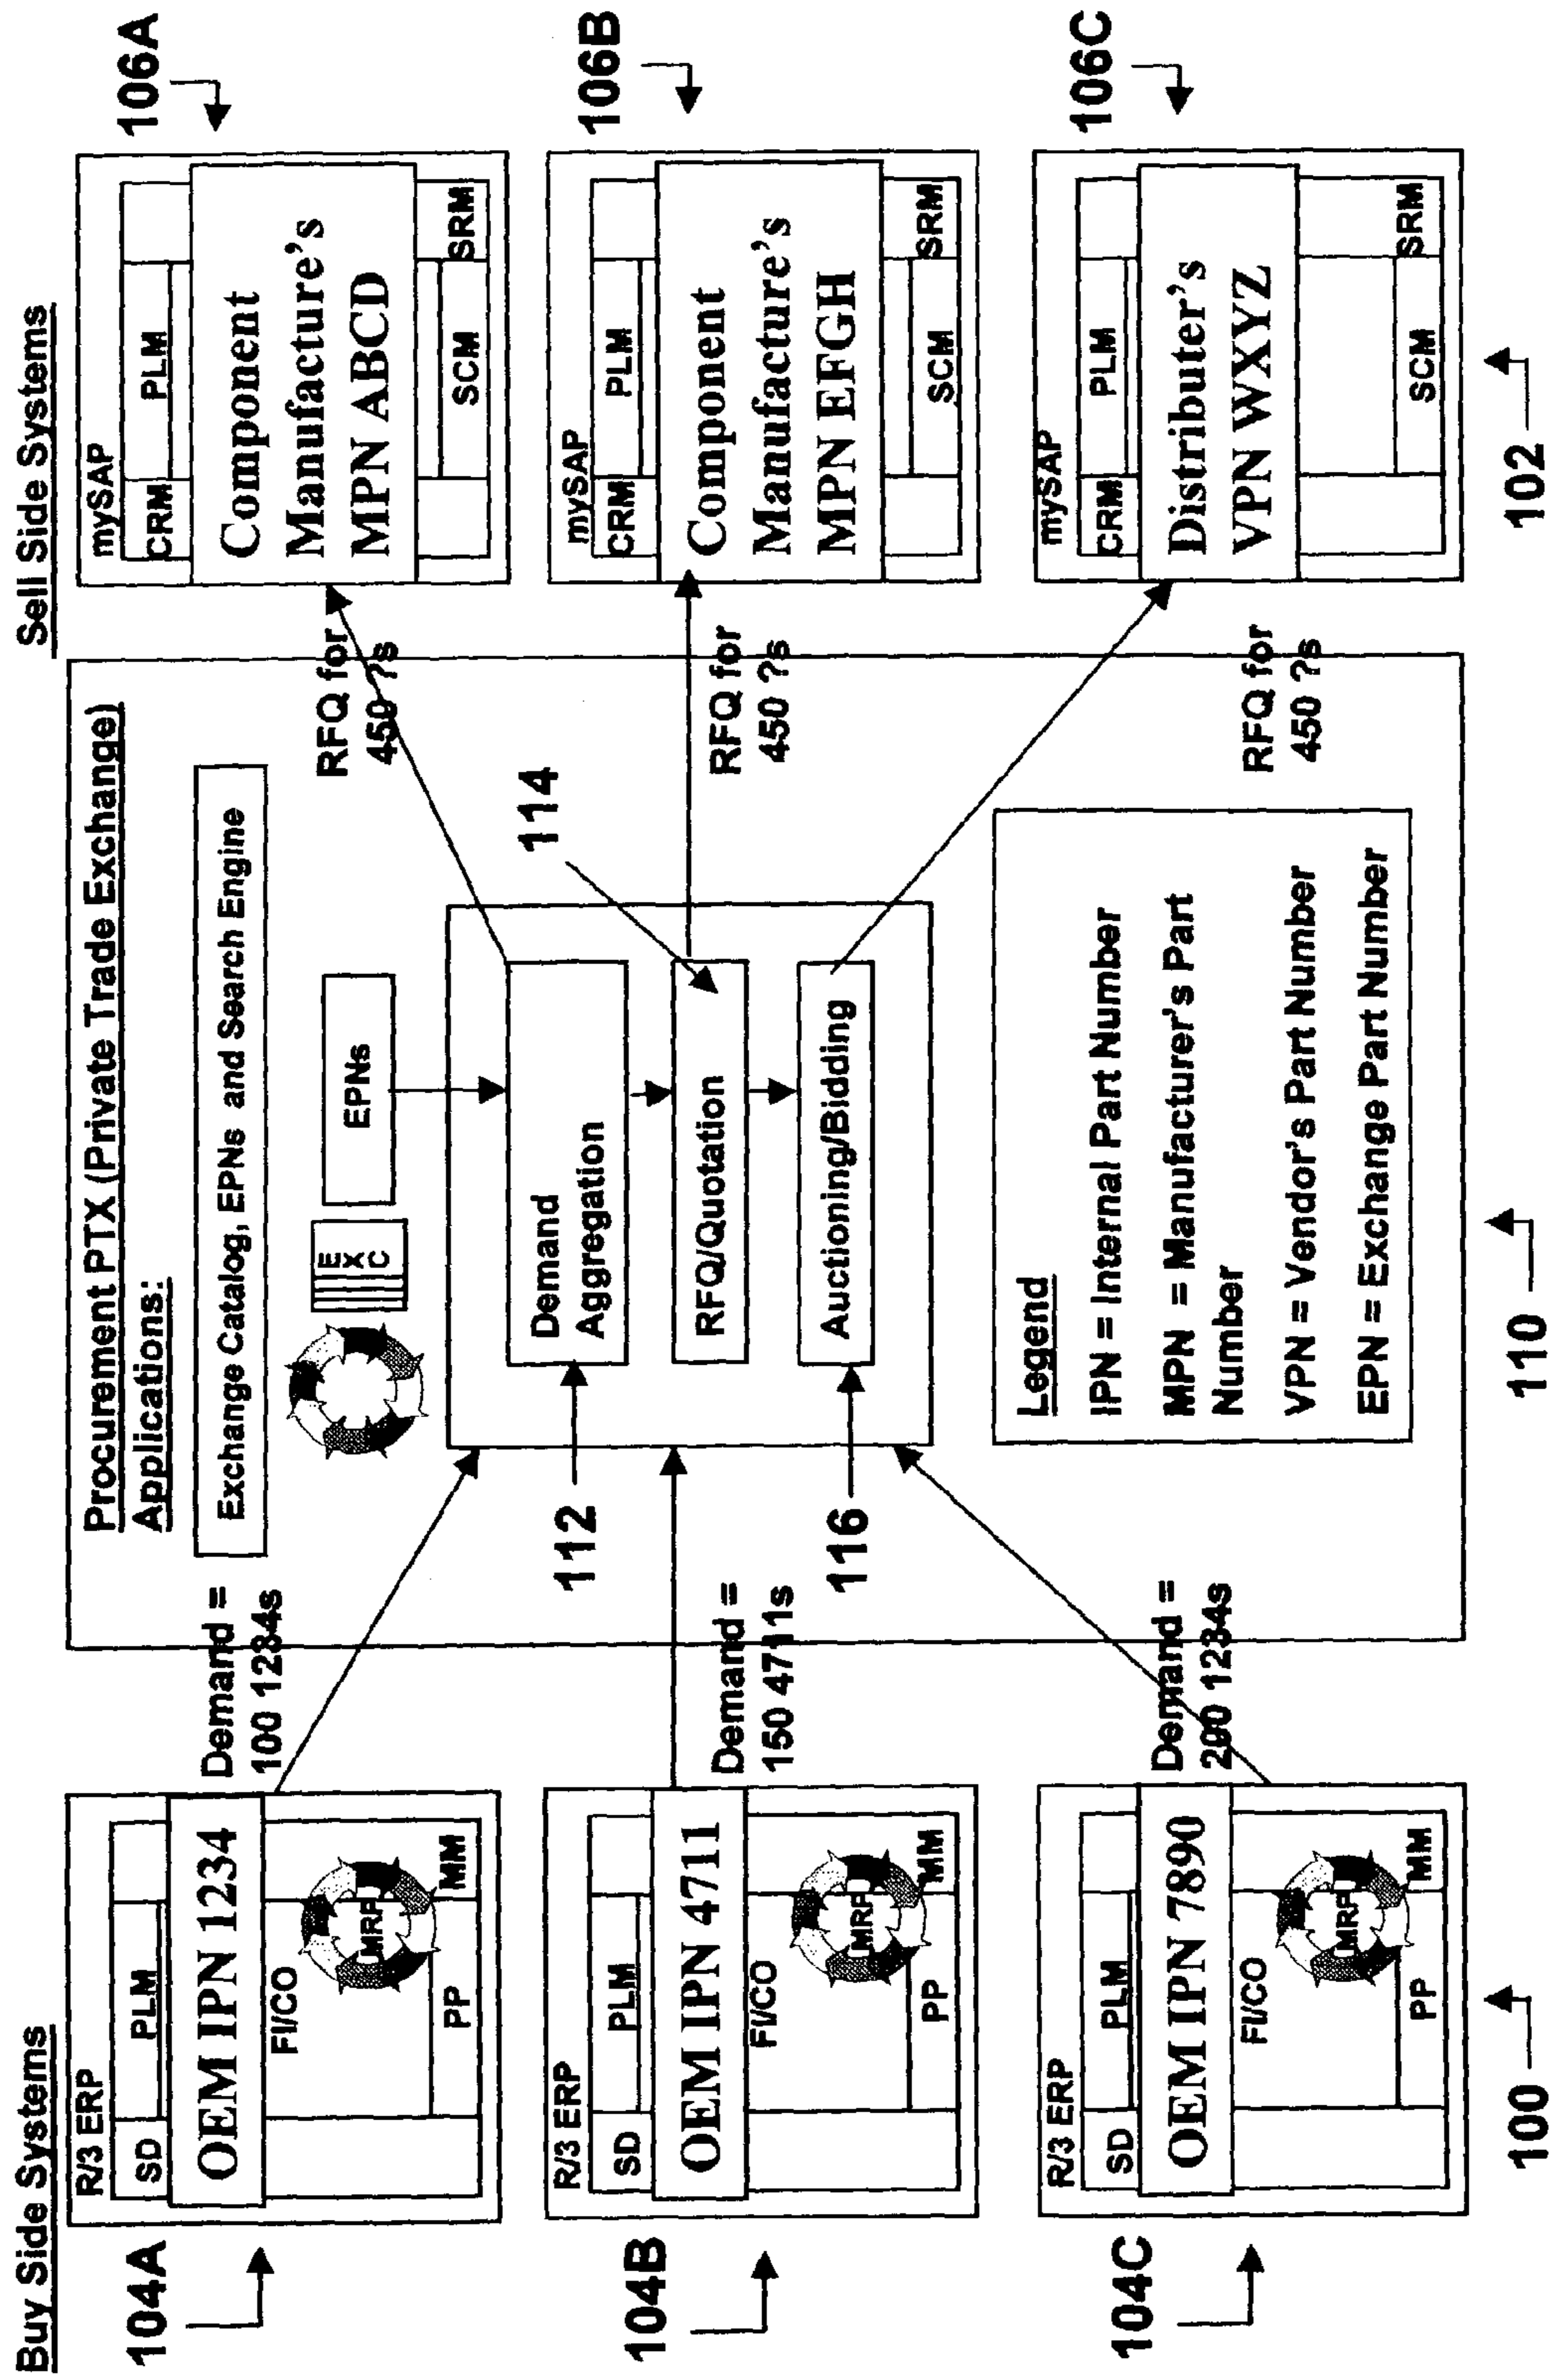 Buy Side Systems
104A
R/3 ERP
SD
PLM
OEM IPN 1234
FI/CO
MRP
PP
MM
104B
R/3 ERP
SD
PLM
OEM IPN 4711
FI/CO
MRP
PP
MM
104C
R/3 ERP
SD
PLM
OEM IPN 7890
FI/CO
MRP
PP
MM
100
Demand =
100 1234s
Demand =
150 4711s
Demand =
200 1234s
Procurement PTX (Private Trade Exchange)
Applications:
Exchange Catalog, EPNs and Search Engine
EXC
EPNs
112
Demand
Aggregation
114
RFQ/Quotation
116
Auctioning/Bidding
Legend
IPN = Internal Part Number
MPN = Manufacturer's Part
Number
VPN = Vendor's Part Number
EPN = Exchange Part Number
110
RFQ for
450 ?s
RFQ for
450 ?s
RFQ for
450 ?s
Sell Side Systems
106A
mySAP
CRM
PLM
Component
Manufacture's
MPN ABCD
SCM
SRM
106B
mySAP
CRM
PLM
Component
Manufacture's
MPN EFGH
SCM
SRM
106C
mySAP
CRM
PLM
Distributer's
VPN WXYZ
SCM
SRM
102